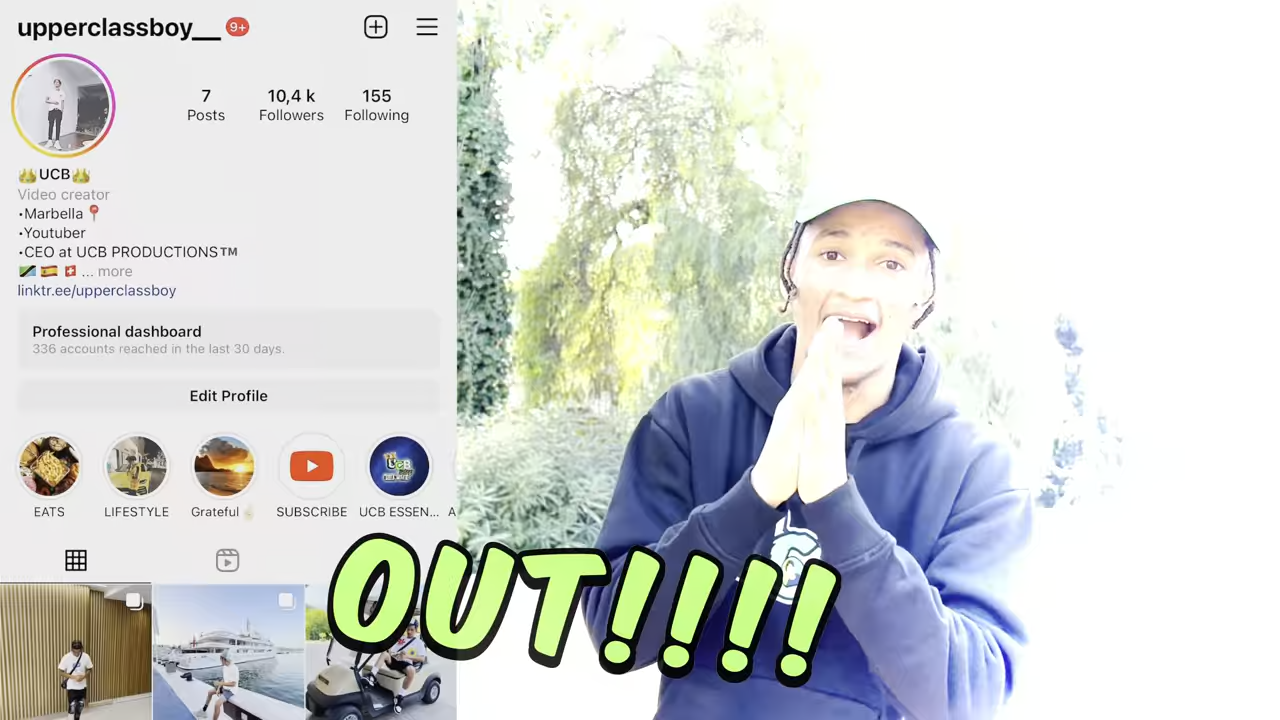 upperclassboy__ 9+
7 10,4 k 155
Posts Followers Following
👑UCB👑
Video creator
•Marbella📍
•Youtuber
•CEO at UCB PRODUCTIONS™
🇹🇿 🇪🇸 🇨🇭 ... more
linktr.ee/upperclassboy
Professional dashboard
336 accounts reached in the last 30 days.
Edit Profile
EATS LIFESTYLE Grateful SUBSCRIBE UCB ESSEN...
OUT!!!!